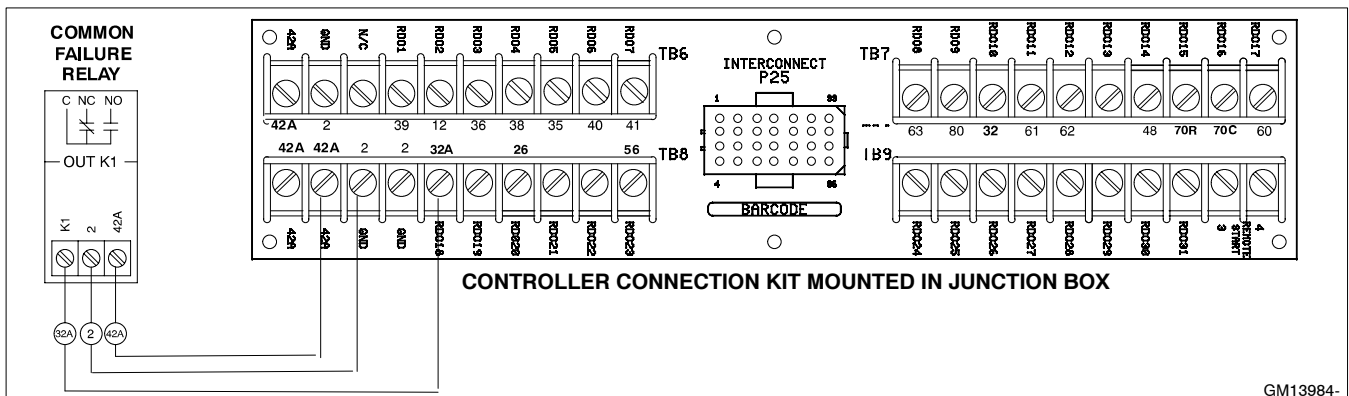 COMMON
FAILURE
RELAY
C NC NO
OUT K1
K1 2 42A
32A 2 42A
42A GND N/C RDO1 RDO2 RDO3 RDO4 RDO5 RDO6 RDO7
TB6
42A 2 39 12 36 38 35 40 41
42A 42A 2 2 32A 26 56
TB8
42A 42A GND GND RDO18 RDO19 RDO20 RDO21 RDO22 RDO23
INTERCONNECT
P25
1 33
4 36
BARCODE
TB7
RDO8 RDO9 RDO10 RDO11 RDO12 RDO13 RDO14 RDO15 RDO16 RDO17
63 80 32 61 62 48 70R 70C 60
TB9
RDO24 RDO25 RDO26 RDO27 RDO28 RDO29 RDO30 RDO31 3 REMOTE START 4
CONTROLLER CONNECTION KIT MOUNTED IN JUNCTION BOX
GM13984-